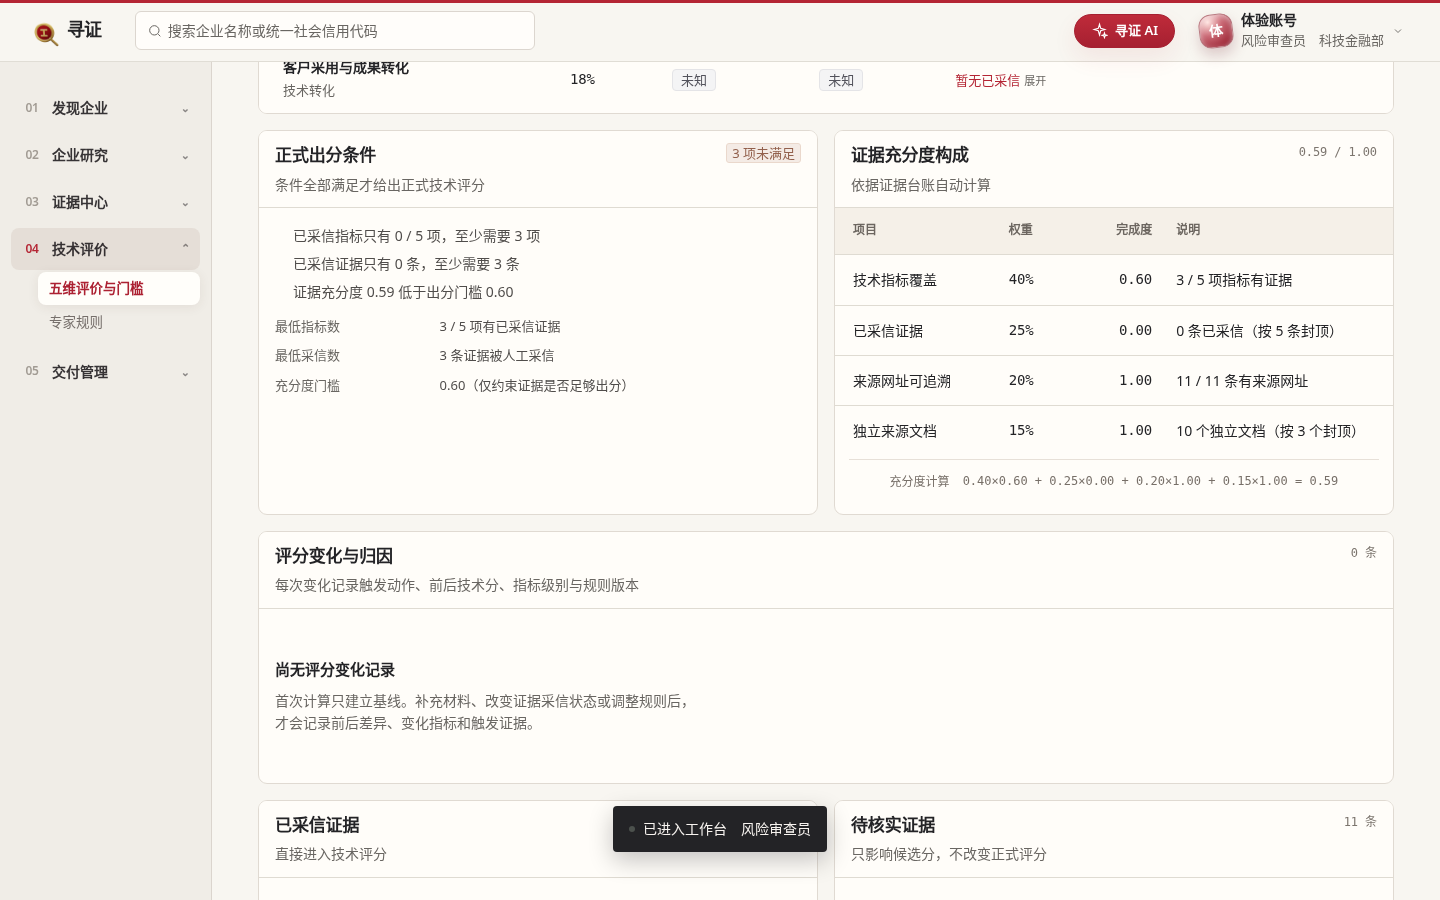 寻证
搜索企业名称或统一社会信用代码
寻证 AI
体
体验账号
风险审查员 科技金融部
01 发现企业
02 企业研究
03 证据中心
04 技术评价
五维评价与门槛
专家规则
05 交付管理
客户采用与成果转化
技术转化
18%
未知
未知
暂无已采信 展开
正式出分条件
3 项未满足
条件全部满足才给出正式技术评分
已采信指标只有 0 / 5 项，至少需要 3 项
已采信证据只有 0 条，至少需要 3 条
证据充分度 0.59 低于出分门槛 0.60
最低指标数 3 / 5 项有已采信证据
最低采信数 3 条证据被人工采信
充分度门槛 0.60（仅约束证据是否足够出分）
证据充分度构成
0.59 / 1.00
依据证据台账自动计算
项目 权重 完成度 说明
技术指标覆盖 40% 0.60 3 / 5 项指标有证据
已采信证据 25% 0.00 0 条已采信（按 5 条封顶）
来源网址可追溯 20% 1.00 11 / 11 条有来源网址
独立来源文档 15% 1.00 10 个独立文档（按 3 个封顶）
充分度计算 0.40×0.60 + 0.25×0.00 + 0.20×1.00 + 0.15×1.00 = 0.59
评分变化与归因
0 条
每次变化记录触发动作、前后技术分、指标级别与规则版本
尚无评分变化记录
首次计算只建立基线。补充材料、改变证据采信状态或调整规则后，
才会记录前后差异、变化指标和触发证据。
已采信证据
直接进入技术评分
已进入工作台 风险审查员
待核实证据
11 条
只影响候选分，不改变正式评分